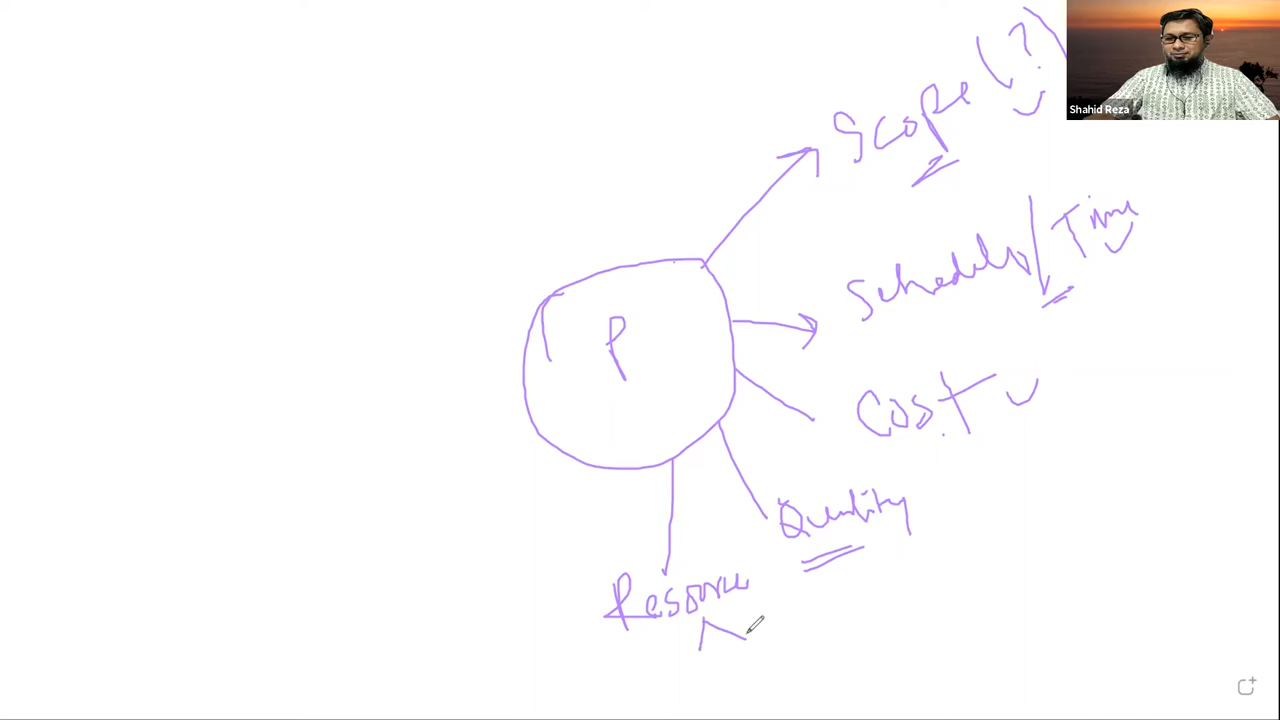 Scope (?)
Shahid Reza
Schedule/Time
P
Cost
Quality
Resource